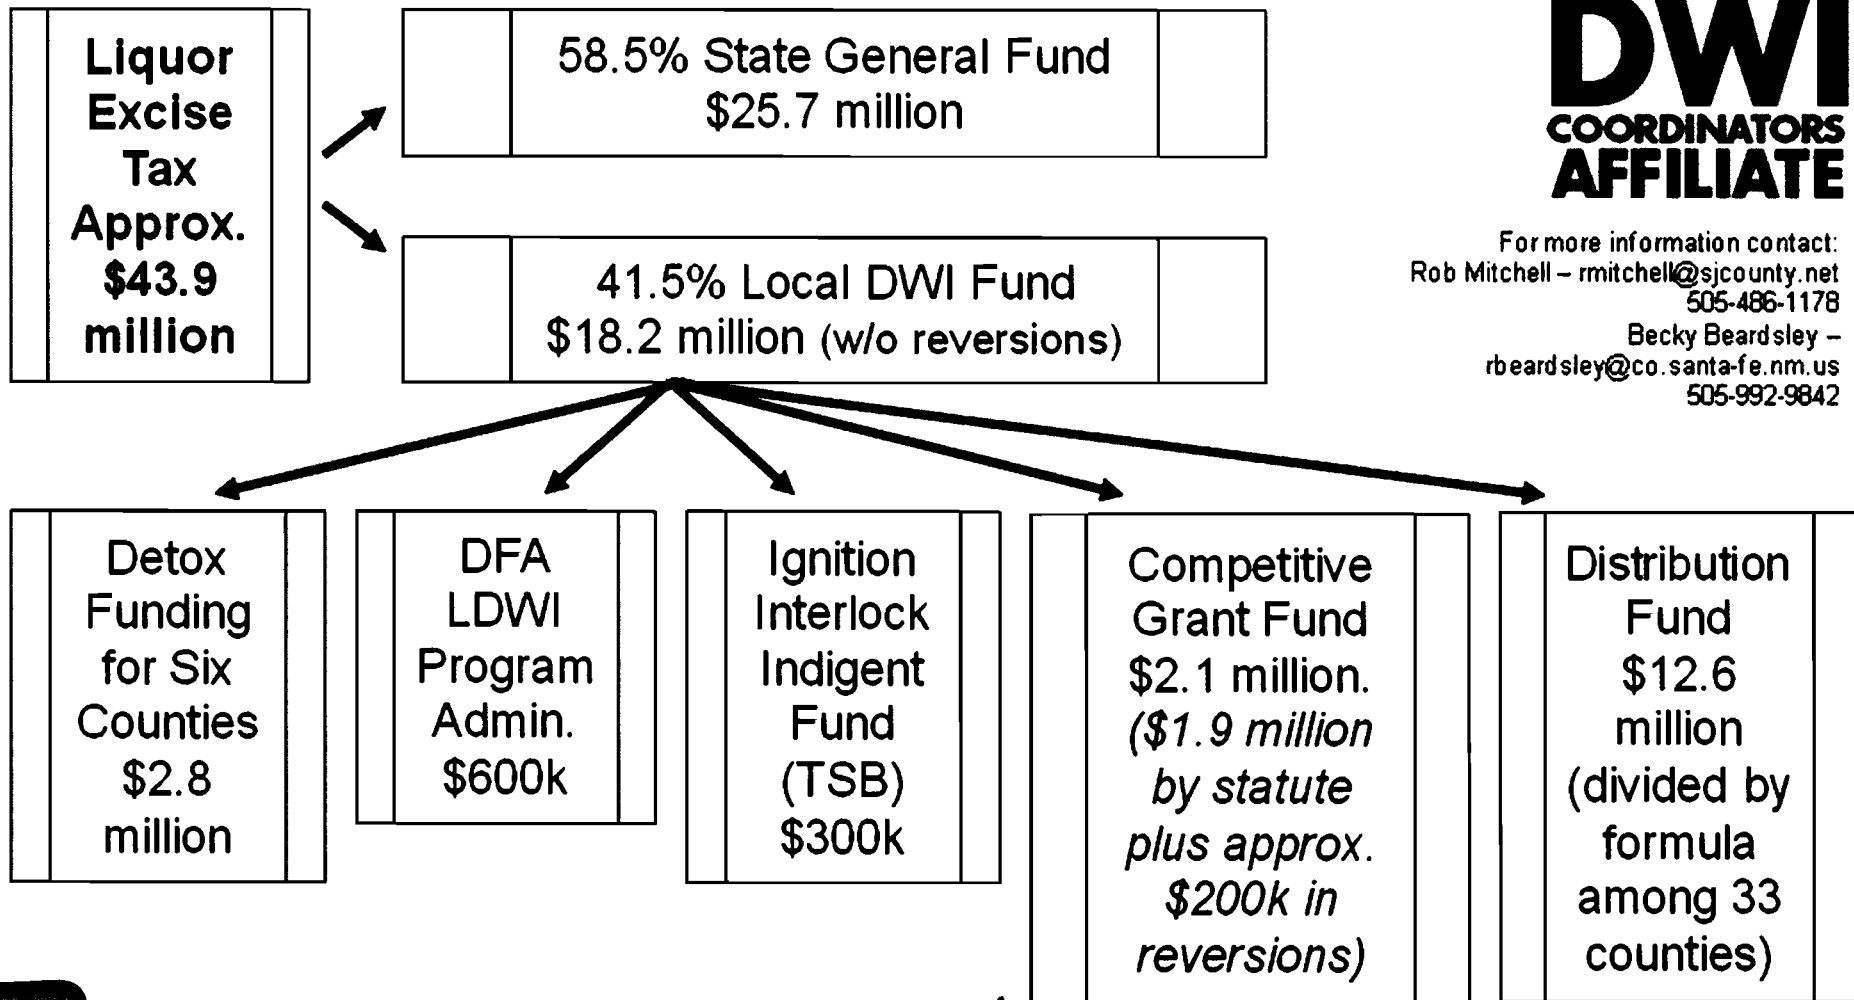 Liquor
Excise
Tax
Approx.
$43.9
million
58.5% State General Fund
$25.7 million
41.5% Local DWI Fund
$18.2 million (w/o reversions)
DWI
COORDINATORS
AFFILIATE
For more information contact:
Rob Mitchell – rmitchell@sjcounty.net
505-486-1178
Becky Beardsley –
rbeardsley@co.santa-fe.nm.us
505-992-9842
Detox
Funding
for Six
Counties
$2.8
million
DFA
LDWI
Program
Admin.
$600k
Ignition
Interlock
Indigent
Fund
(TSB)
$300k
Competitive
Grant Fund
$2.1 million.
($1.9 million
by statute
plus approx.
$200k in
reversions)
Distribution
Fund
$12.6
million
(divided by
formula
among 33
counties)